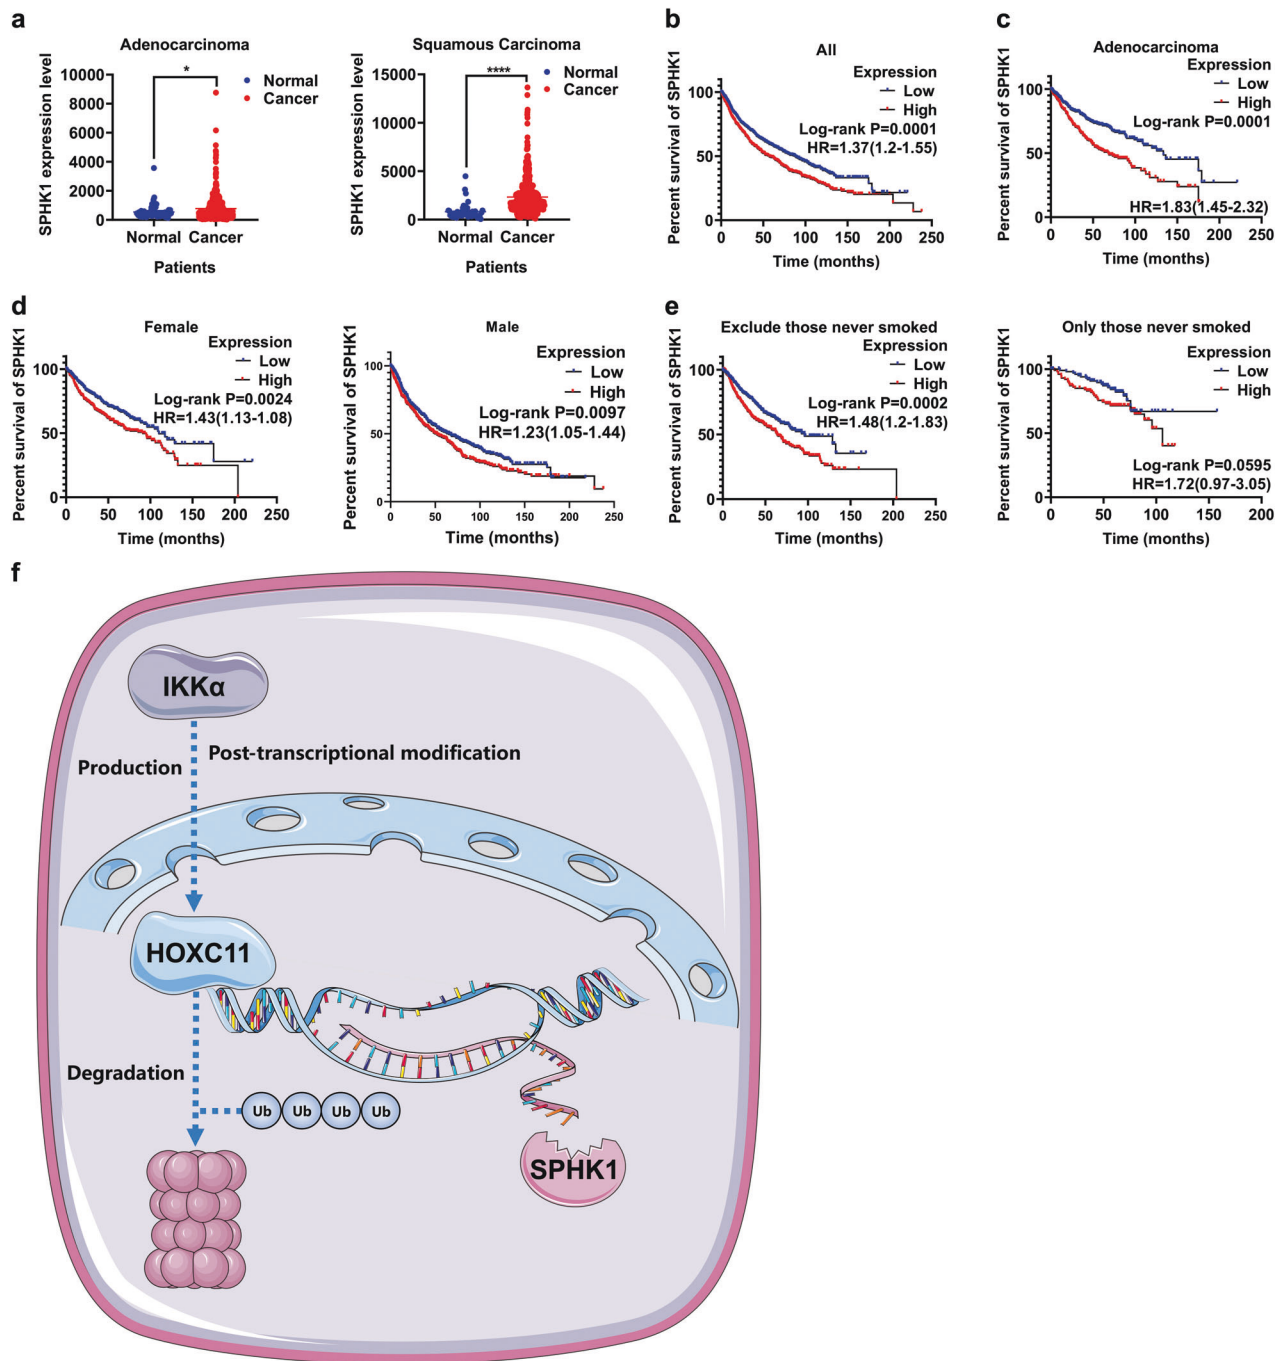 a
Adenocarcinoma
SPHK1 expression level
10000
8000
6000
4000
2000
0
*
Normal
Cancer
Normal Cancer
Patients
Squamous Carcinoma
SPHK1 expression level
15000
10000
5000
0
****
Normal
Cancer
Normal Cancer
Patients
b
All
Expression
Low
High
Log-rank P=0.0001
HR=1.37(1.2-1.55)
Percent survival of SPHK1
100
50
0
0 50 100 150 200 250
Time (months)
c
Adenocarcinoma
Expression
Low
High
Log-rank P=0.0001
HR=1.83(1.45-2.32)
Percent survival of SPHK1
100
50
0
0 50 100 150 200 250
Time (months)
d
Female
Expression
Low
High
Log-rank P=0.0024
HR=1.43(1.13-1.08)
Percent survival of SPHK1
100
50
0
0 50 100 150 200 250
Time (months)
Male
Expression
Low
High
Log-rank P=0.0097
HR=1.23(1.05-1.44)
Percent survival of SPHK1
100
50
0
0 50 100 150 200 250
Time (months)
e
Exclude those never smoked
Expression
Low
High
Log-rank P=0.0002
HR=1.48(1.2-1.83)
Percent survival of SPHK1
100
50
0
0 50 100 150 200 250
Time (months)
Only those never smoked
Expression
Low
High
Log-rank P=0.0595
HR=1.72(0.97-3.05)
Percent survival of SPHK1
100
50
0
0 50 100 150 200
Time (months)
f
IKKα
Production
Post-transcriptional modification
HOXC11
Degradation
Ub Ub Ub Ub
SPHK1